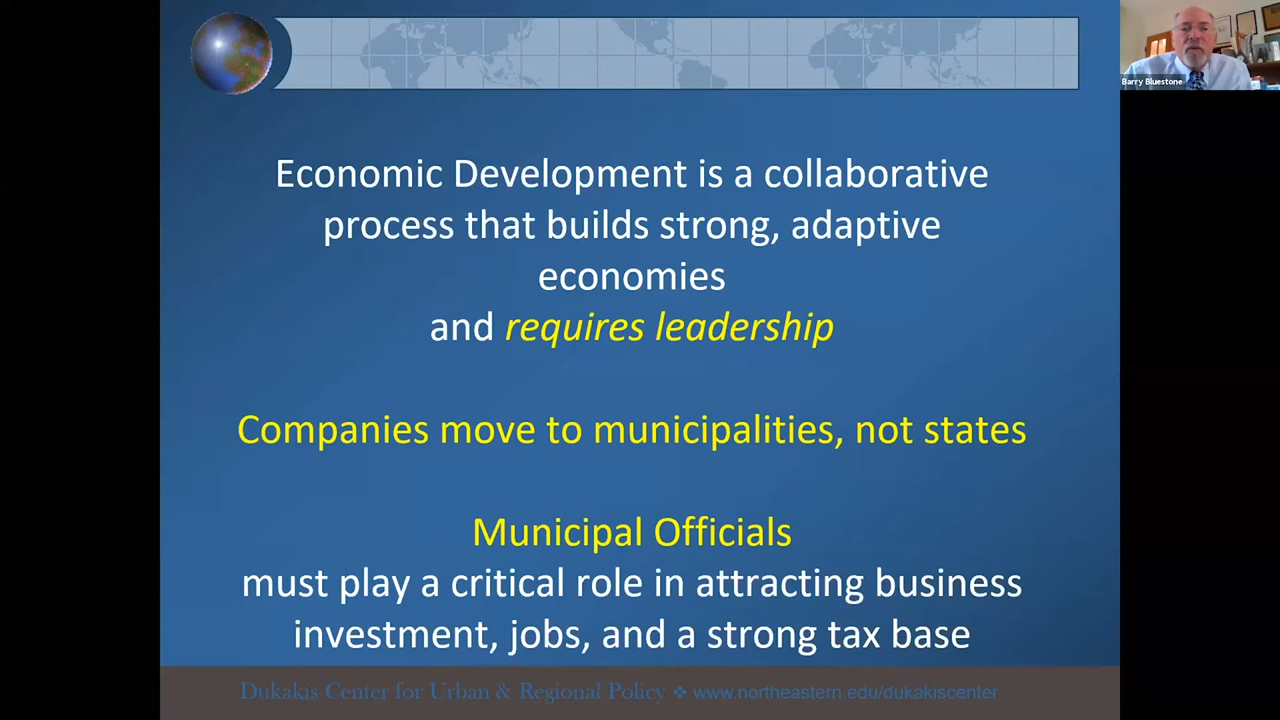 Barry Bluestone
Economic Development is a collaborative
process that builds strong, adaptive
economies
and requires leadership
Companies move to municipalities, not states
Municipal Officials
must play a critical role in attracting business
investment, jobs, and a strong tax base
Dukakis Center for Urban & Regional Policy ❖ www.northeastern.edu/dukakiscenter